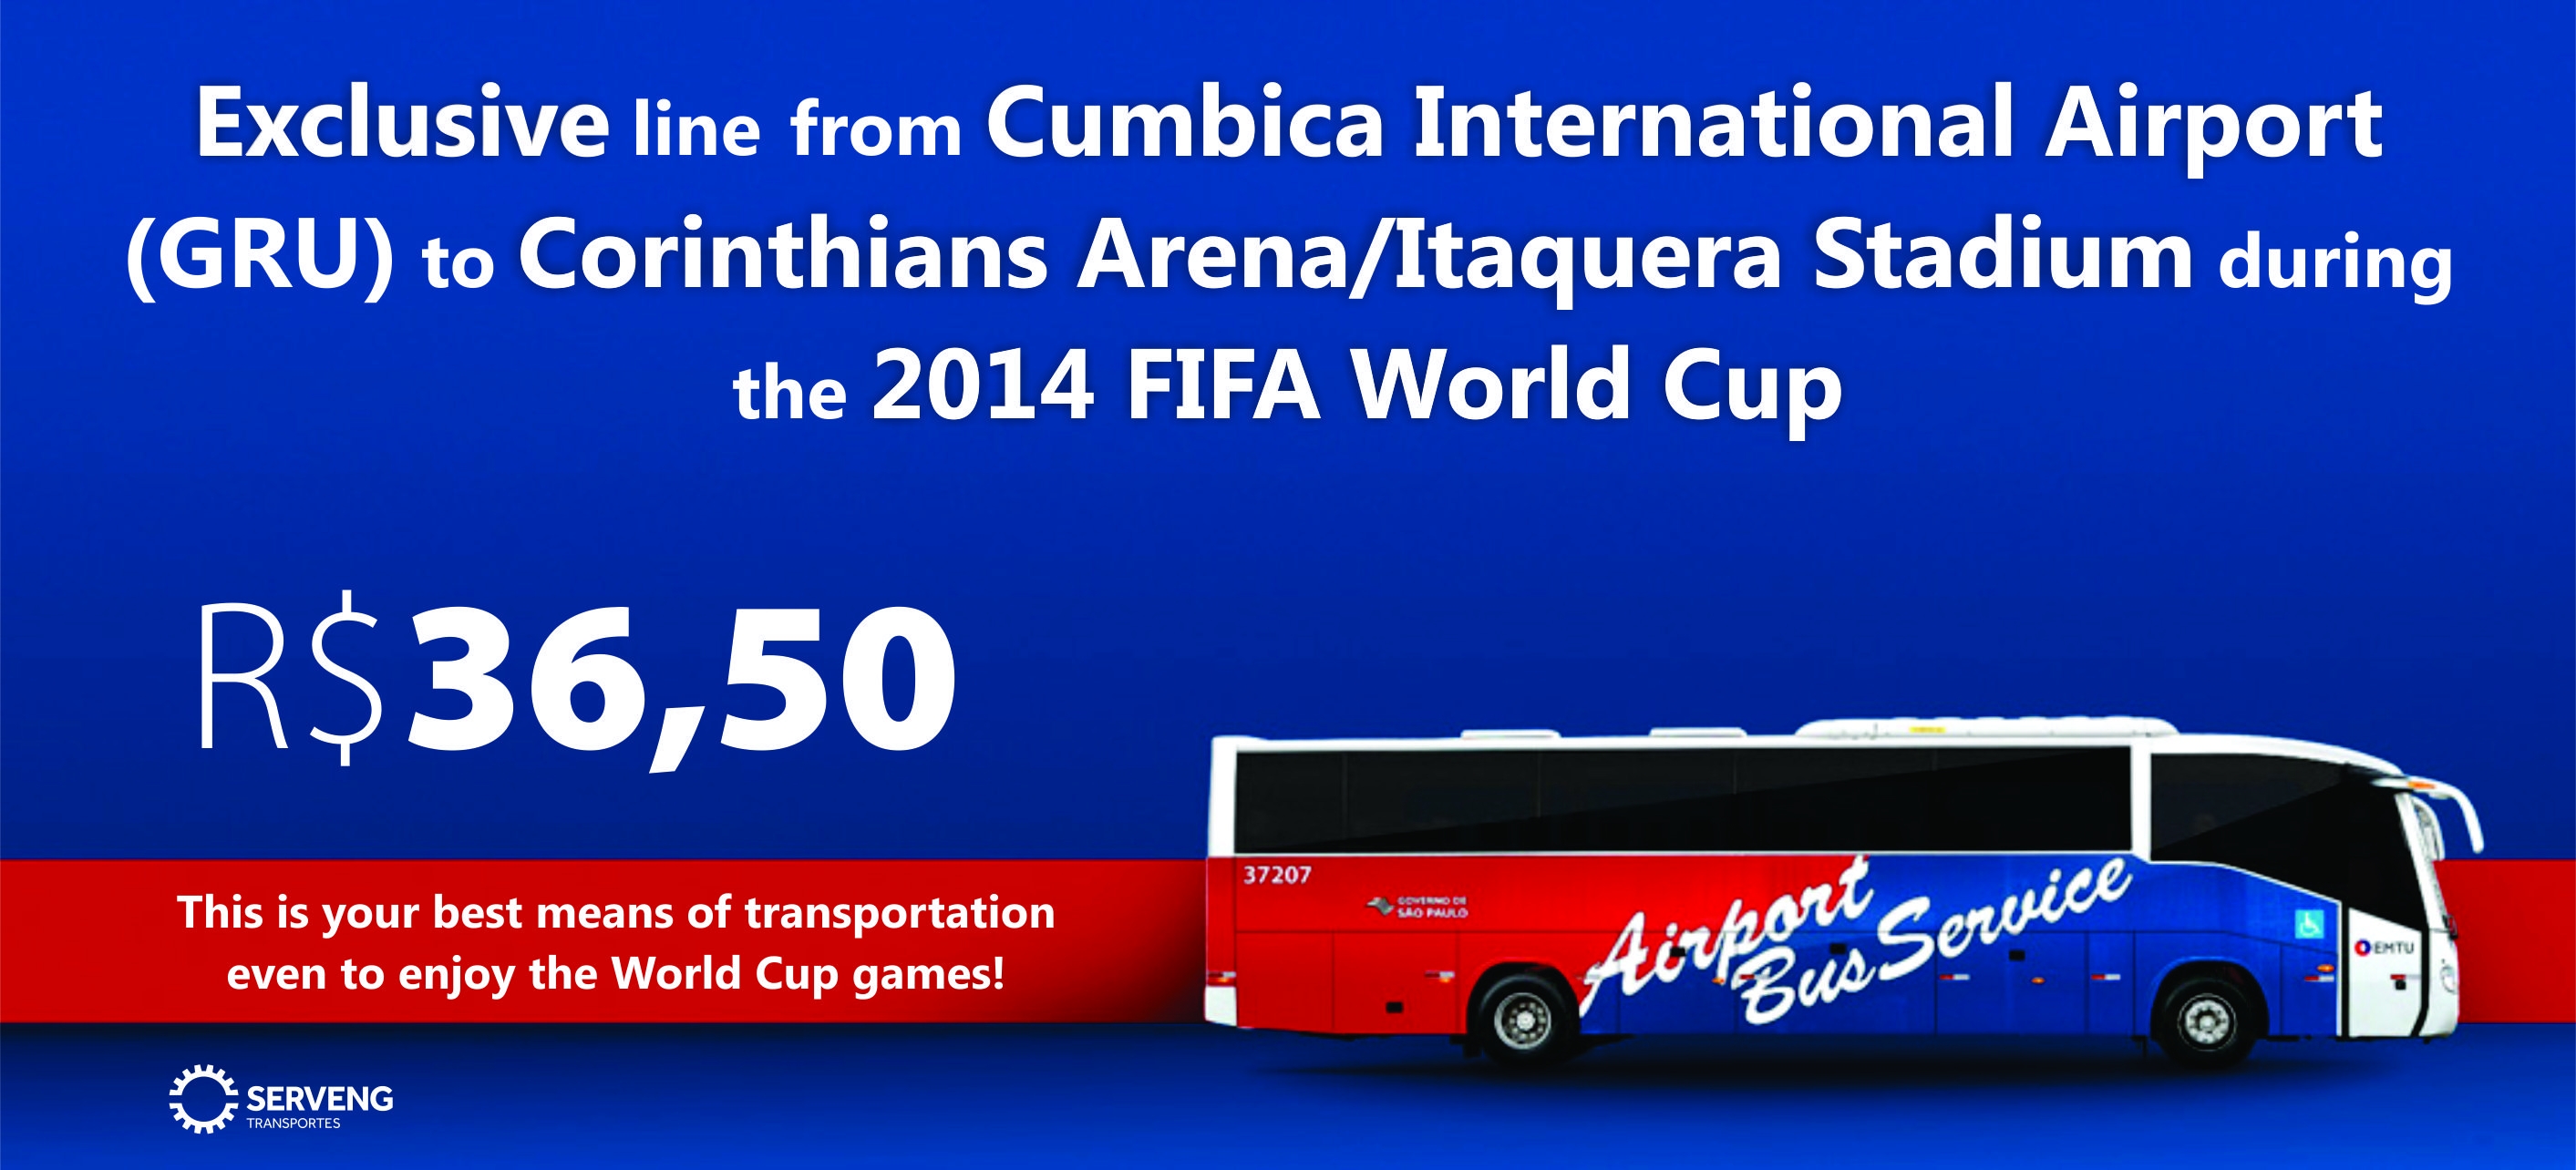 Exclusive line from Cumbica International Airport
(GRU) to Corinthians Arena/Itaquera Stadium during
the 2014 FIFA World Cup
R$36,50
This is your best means of transportation
even to enjoy the World Cup games!
37207
GOVERNO DE
SÃO PAULO
Airport
Bus Service
EMTU
SERVENG
TRANSPORTES